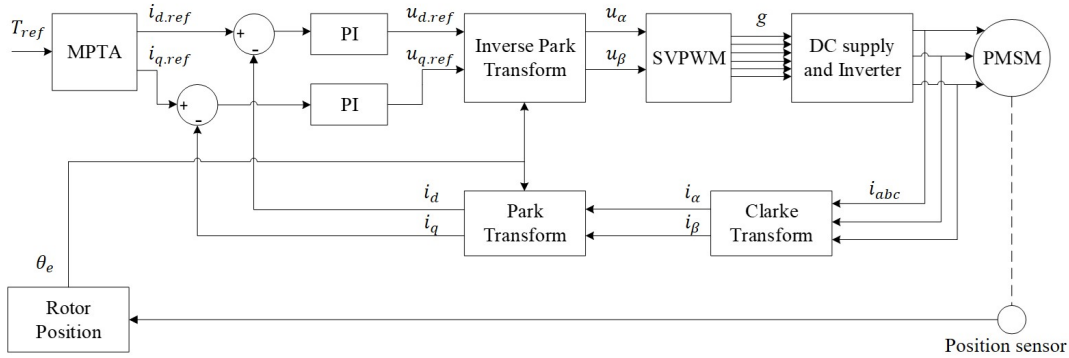 T_ref
MPTA
i_d.ref
i_q.ref
+
-
+
-
PI
PI
u_d.ref
u_q.ref
Inverse Park
Transform
u_α
u_β
SVPWM
g
DC supply
and Inverter
PMSM
i_d
i_q
Park
Transform
i_α
i_β
Clarke
Transform
i_abc
θ_e
Rotor
Position
Position sensor